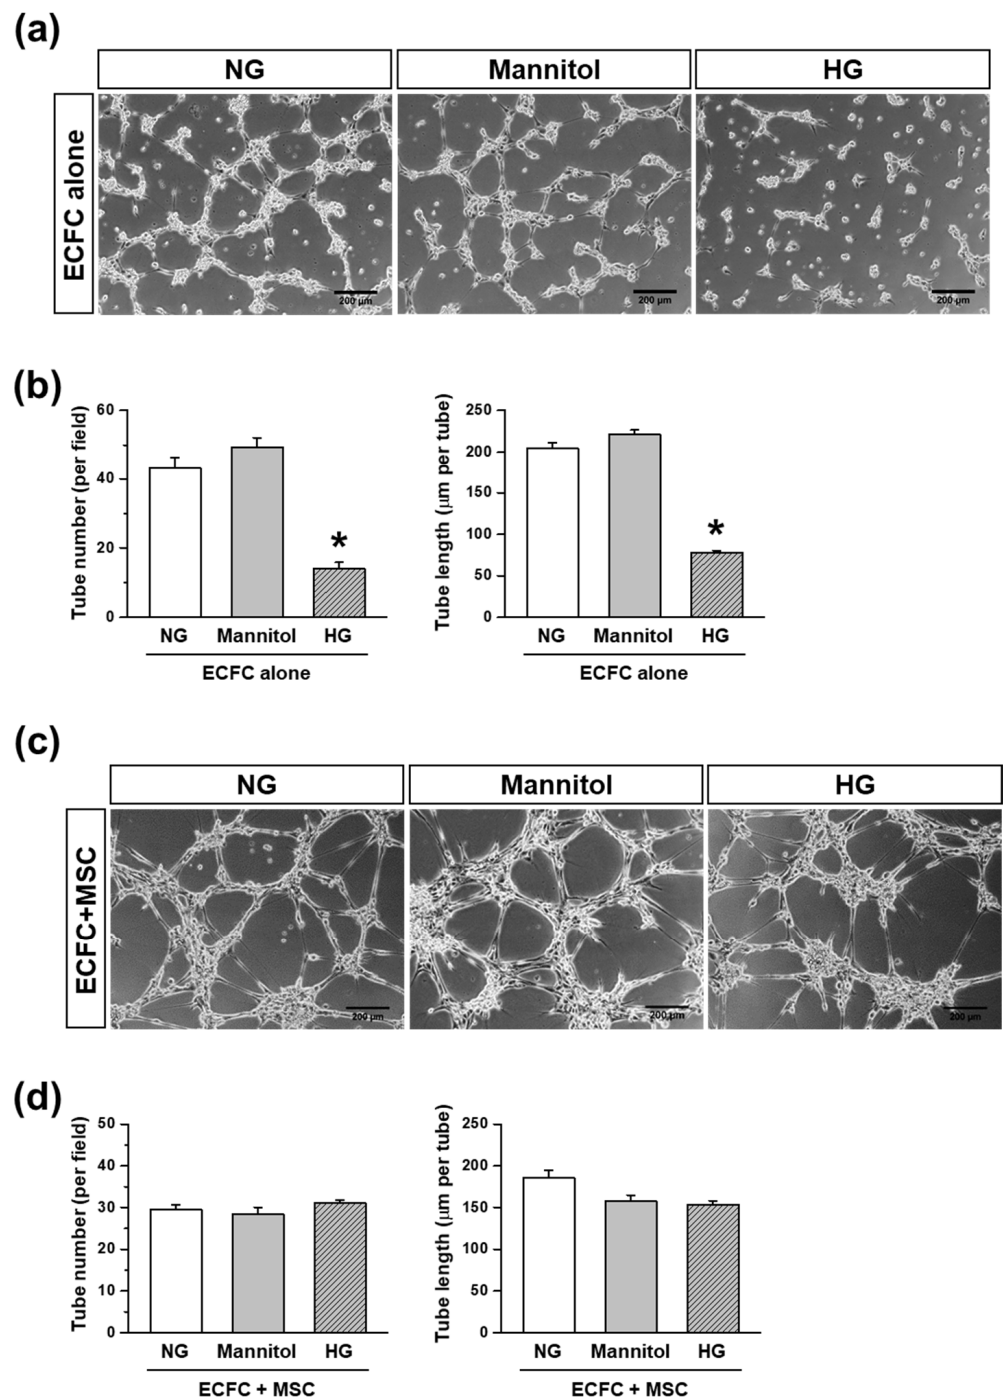 (a)
NG Mannitol HG
ECFC alone
200 µm 200 µm 200 µm
(b)
Tube number (per field)
60
40
20
0
*
NG Mannitol HG
ECFC alone
Tube length (µm per tube)
250
200
150
100
50
0
*
NG Mannitol HG
ECFC alone
(c)
NG Mannitol HG
ECFC+MSC
200 µm 200 µm 200 µm
(d)
Tube number (per field)
50
40
30
20
10
0
NG Mannitol HG
ECFC + MSC
Tube length (µm per tube)
250
200
150
100
50
0
NG Mannitol HG
ECFC + MSC